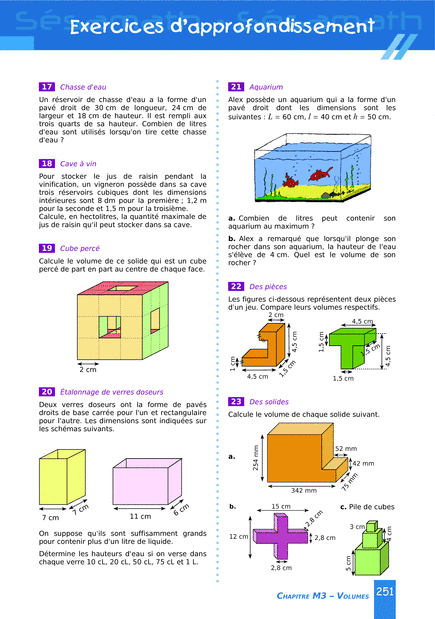 Sésamath
Sésamath
Exercices d'approfondissement
17 Chasse d'eau
Un réservoir de chasse d'eau a la forme d'un
pavé droit de 30 cm de longueur, 24 cm de
largeur et 18 cm de hauteur. Il est rempli aux
trois quarts de sa hauteur. Combien de litres
d'eau sont utilisés lorsqu'on tire cette chasse
d'eau ?
18 Cave à vin
Pour stocker le jus de raisin pendant la
vinification, un vigneron possède dans sa cave
trois réservoirs cubiques dont les dimensions
intérieures sont 8 dm pour la première ; 1,2 m
pour la seconde et 1,5 m pour la troisième.
Calcule, en hectolitres, la quantité maximale de
jus de raisin qu'il peut stocker dans sa cave.
19 Cube percé
Calcule le volume de ce solide qui est un cube
percé de part en part au centre de chaque face.
2 cm
20 Étalonnage de verres doseurs
Deux verres doseurs ont la forme de pavés
droits de base carrée pour l'un et rectangulaire
pour l'autre. Les dimensions sont indiquées sur
les schémas suivants.
7 cm
7 cm
11 cm
6 cm
On suppose qu'ils sont suffisamment grands
pour contenir plus d'un litre de liquide.
Détermine les hauteurs d'eau si on verse dans
chaque verre 10 cL, 20 cL, 50 cL, 75 cL et 1 L.
21 Aquarium
Alex possède un aquarium qui a la forme d'un
pavé droit dont les dimensions sont les
suivantes : L = 60 cm, l = 40 cm et h = 50 cm.
a. Combien de litres peut contenir son
aquarium au maximum ?
b. Alex a remarqué que lorsqu'il plonge son
rocher dans son aquarium, la hauteur de l'eau
s'élève de 4 cm. Quel est le volume de son
rocher ?
22 Des pièces
Les figures ci-dessous représentent deux pièces
d'un jeu. Compare leurs volumes respectifs.
2 cm
4,5 cm
1 cm
4,5 cm
1,5 cm
4,5 cm
1,5 cm
1,5 cm
4,5 cm
1,5 cm
23 Des solides
Calcule le volume de chaque solide suivant.
a.
254 mm
52 mm
42 mm
75 mm
342 mm
b.
15 cm
12 cm
2,8 cm
2,8 cm
2,8 cm
c. Pile de cubes
3 cm
4 cm
5 cm
Chapitre M3 – Volumes 251